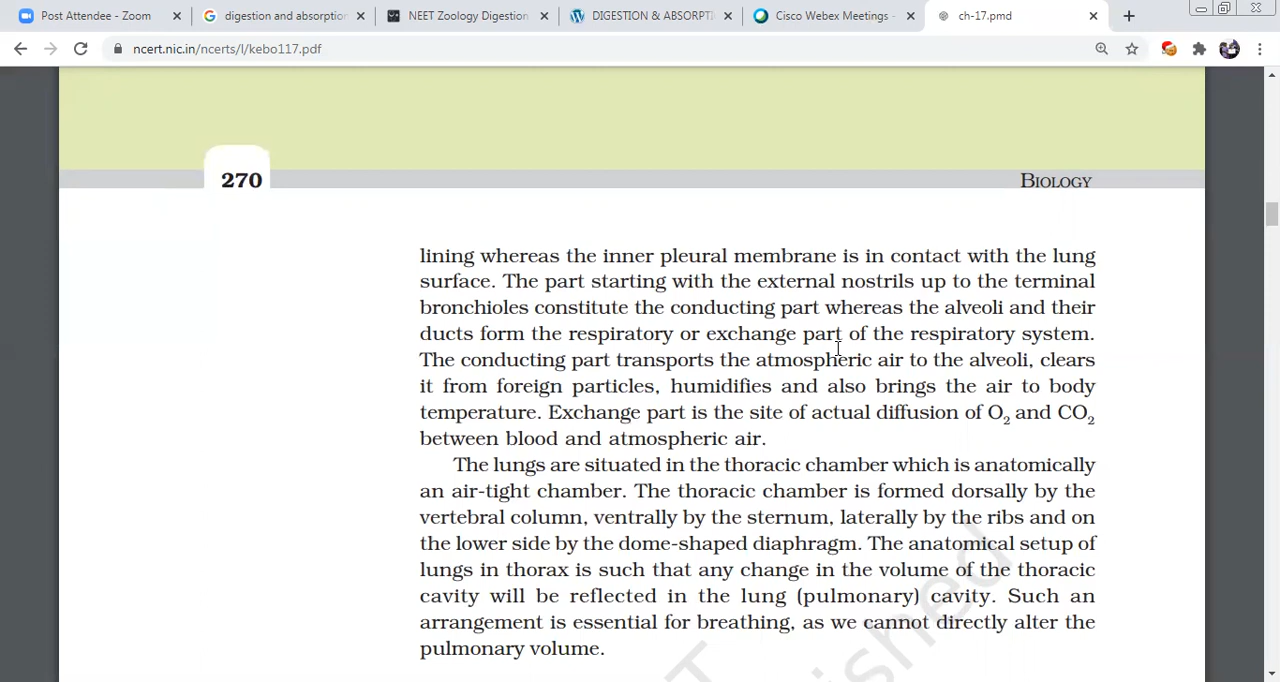 Post Attendee - Zoom
digestion and absorption
NEET Zoology Digestion
DIGESTION & ABSORPT
Cisco Webex Meetings -
ch-17.pmd
ncert.nic.in/ncerts/l/kebo117.pdf
270
BIOLOGY
lining whereas the inner pleural membrane is in contact with the lung
surface. The part starting with the external nostrils up to the terminal
bronchioles constitute the conducting part whereas the alveoli and their
ducts form the respiratory or exchange part of the respiratory system.
The conducting part transports the atmospheric air to the alveoli, clears
it from foreign particles, humidifies and also brings the air to body
temperature. Exchange part is the site of actual diffusion of O₂ and CO₂
between blood and atmospheric air.
The lungs are situated in the thoracic chamber which is anatomically
an air-tight chamber. The thoracic chamber is formed dorsally by the
vertebral column, ventrally by the sternum, laterally by the ribs and on
the lower side by the dome-shaped diaphragm. The anatomical setup of
lungs in thorax is such that any change in the volume of the thoracic
cavity will be reflected in the lung (pulmonary) cavity. Such an
arrangement is essential for breathing, as we cannot directly alter the
pulmonary volume.